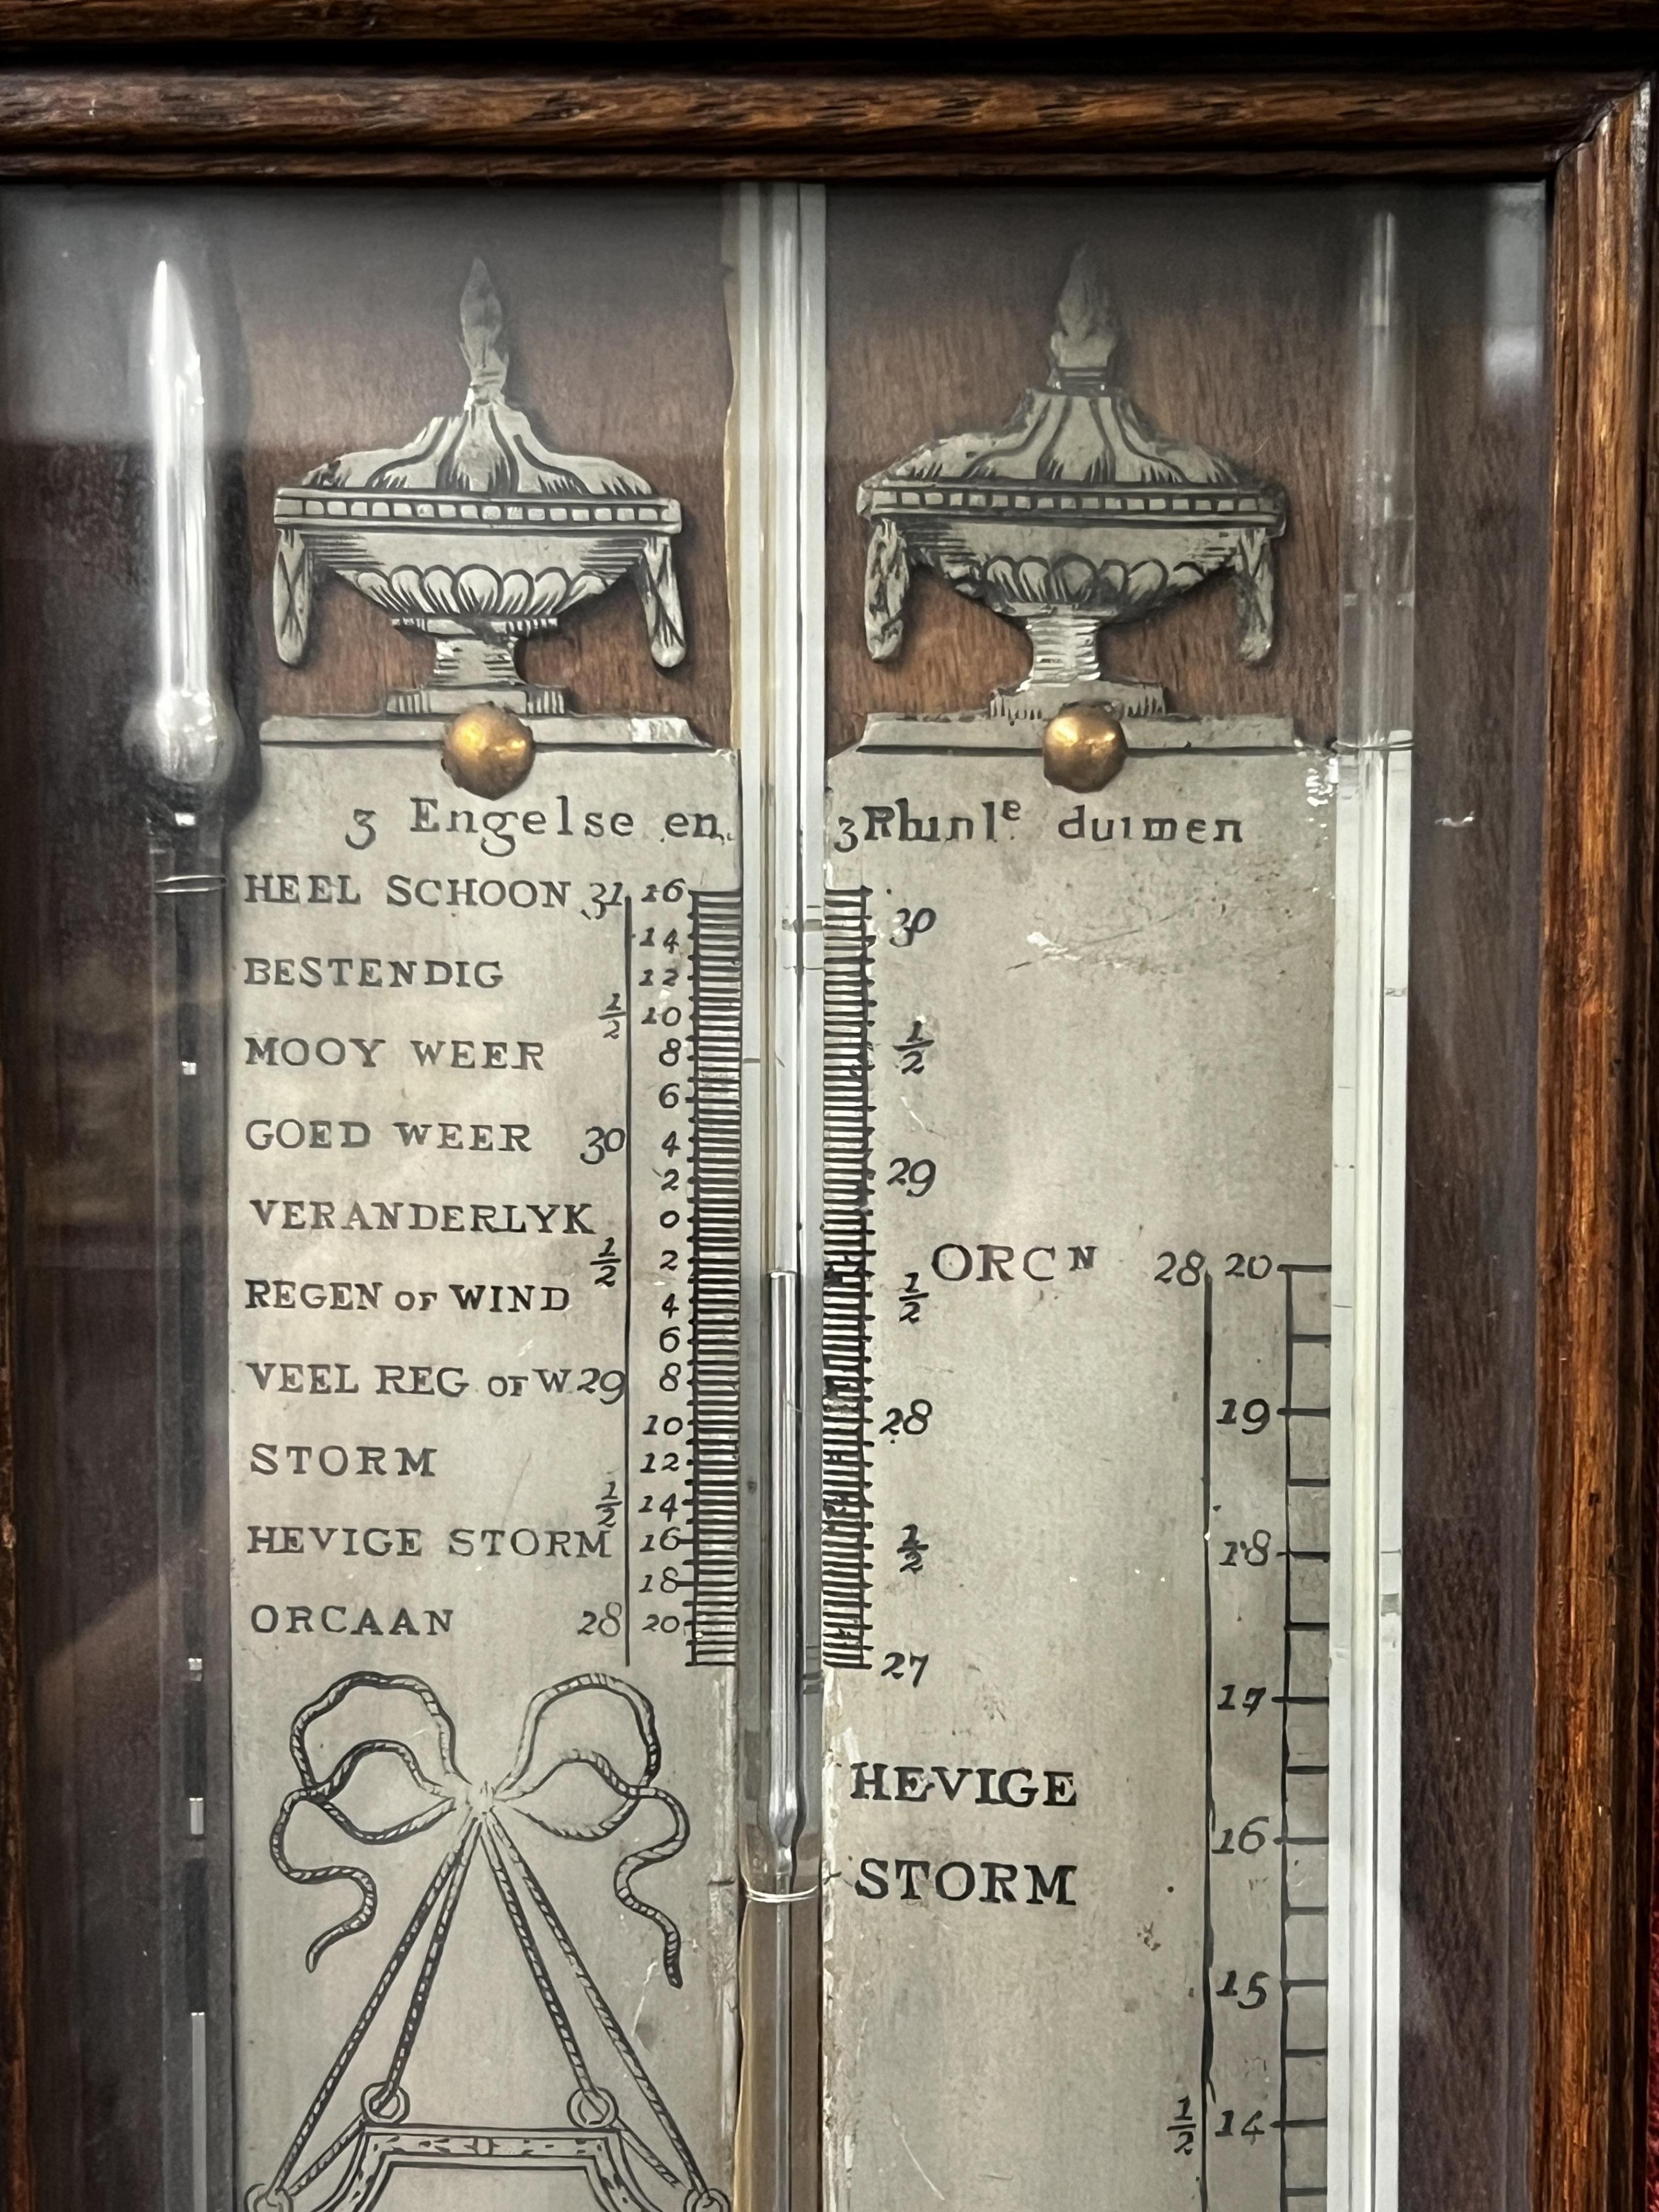 3 Engelse en 3 Rhinl<sup>e</sup> duimen
HEEL SCHOON 31 16
30
14
BESTENDIG 12
1/2 10
1/2
MOOY WEER 8
6
GOED WEER 30 4
29
2
VERANDERLYK 0
1/2 2
ORC<sup>N</sup> 28 20
REGEN OF WIND 4
1/2
6
VEEL REG OF W. 29 8
10
28
19
STORM 12
1/2 14
HEVIGE STORM 16
1/2
18
18
ORCAAN 28 20
27
17
HEVIGE
16
STORM
15
1/2 14